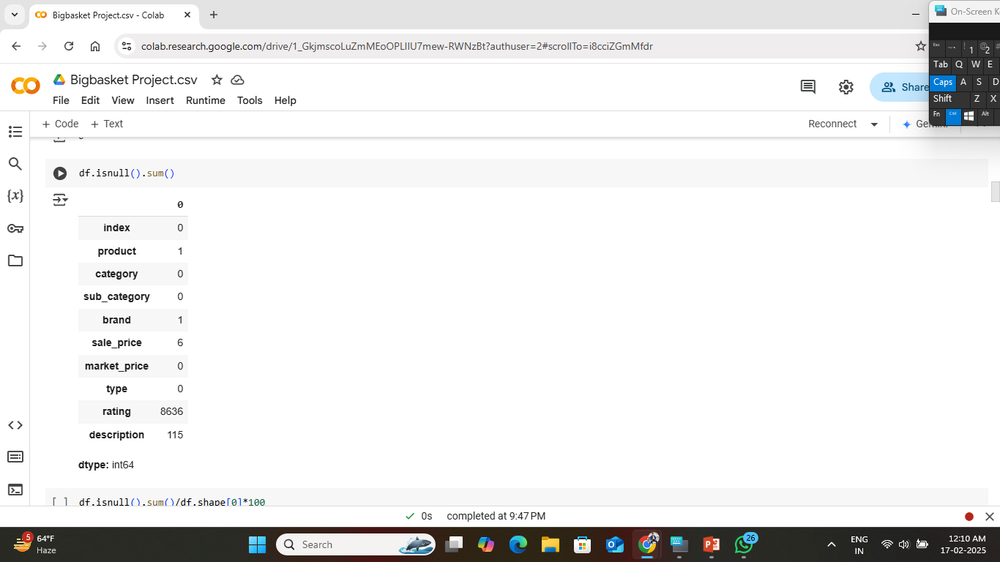 Bigbasket Project.csv - Colab
On-Screen K
colab.research.google.com/drive/1_GkjmscoLuZmMEoOPLIIU7mew-RWNzBt?authuser=2#scrollTo=i8cciZGmMfdr
Bigbasket Project.csv
File Edit View Insert Runtime Tools Help
Share
esc ~ ` ! 1 @ 2 #
Tab Q W E
Caps A S D
Shift Z X
Fn Ctrl Alt
+ Code + Text
Reconnect
Gemini
df.isnull().sum()
0
index 0
product 1
category 0
sub_category 0
brand 1
sale_price 6
market_price 0
type 0
rating 8636
description 115
dtype: int64
[ ] df.isnull().sum()/df.shape[0]*100
0s completed at 9:47 PM
5
64°F
Haze
Search
26
ENG
IN
12:10 AM
17-02-2025